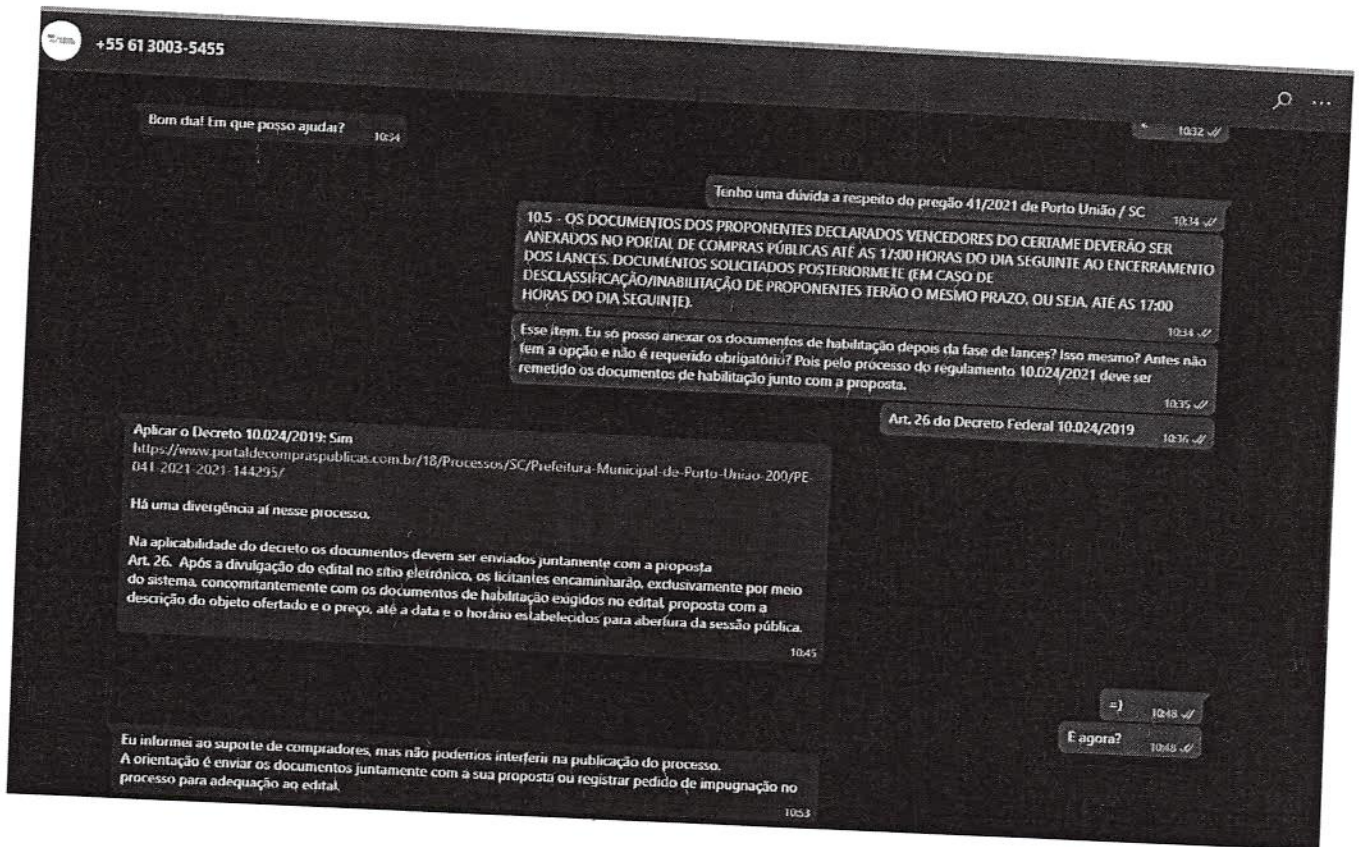 +55 61 3003-5455
10:32
Bom dia! Em que posso ajudar?
10:34
Tenho uma dúvida a respeito do pregão 41/2021 de Porto União / SC
10:34
10.5 - OS DOCUMENTOS DOS PROPONENTES DECLARADOS VENCEDORES DO CERTAME DEVERÃO SER
ANEXADOS NO PORTAL DE COMPRAS PÚBLICAS ATÉ AS 17:00 HORAS DO DIA SEGUINTE AO ENCERRAMENTO
DOS LANCES. DOCUMENTOS SOLICITADOS POSTERIORMETE (EM CASO DE
DESCLASSIFICAÇÃO/INABILITAÇÃO DE PROPONENTES TERÃO O MESMO PRAZO, OU SEJA, ATÉ AS 17:00
HORAS DO DIA SEGUINTE).
10:34
Esse item. Eu só posso anexar os documentos de habilitação depois da fase de lances? Isso mesmo? Antes não
tem a opção e não é requerido obrigatório? Pois pelo processo do regulamento 10.024/2021 deve ser
remetido os documentos de habilitação junto com a proposta.
10:35
Art. 26 do Decreto Federal 10.024/2019
10:36
Aplicar o Decreto 10.024/2019: Sim
https://www.portaldecompraspublicas.com.br/18/Processos/SC/Prefeitura-Municipal-de-Porto-Uniao-200/PE-
041-2021-2021-144295/
Há uma divergência aí nesse processo.
Na aplicabilidade do decreto os documentos devem ser enviados juntamente com a proposta
Art. 26. Após a divulgação do edital no sítio eletrônico, os licitantes encaminharão, exclusivamente por meio
do sistema, concomitantemente com os documentos de habilitação exigidos no edital, proposta com a
descrição do objeto ofertado e o preço, até a data e o horário estabelecidos para abertura da sessão pública.
10:45
=)
10:48
E agora?
10:48
Eu informei ao suporte de compradores, mas não podemos interferir na publicação do processo.
A orientação é enviar os documentos juntamente com a sua proposta ou registrar pedido de impugnação no
processo para adequação ao edital.
10:53